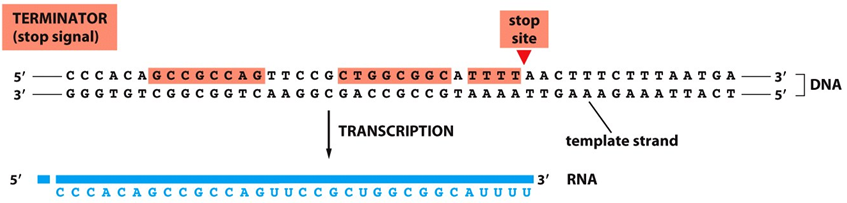 TERMINATOR
(stop signal)
stop
site
5′ C C C A C A G C C G C C A G T T C C G C T G G C G G C A T T T T A A C T T T C T T T A A T G A 3′
3′ G G G T G T C G G C G G T C A A G G C G A C C G C C G T A A A A T T G A A A G A A A T T A C T 5′
DNA
TRANSCRIPTION
template strand
5′ 3′ RNA
C C C A C A G C C G C C A G U U C C G C U G G C G G C A U U U U